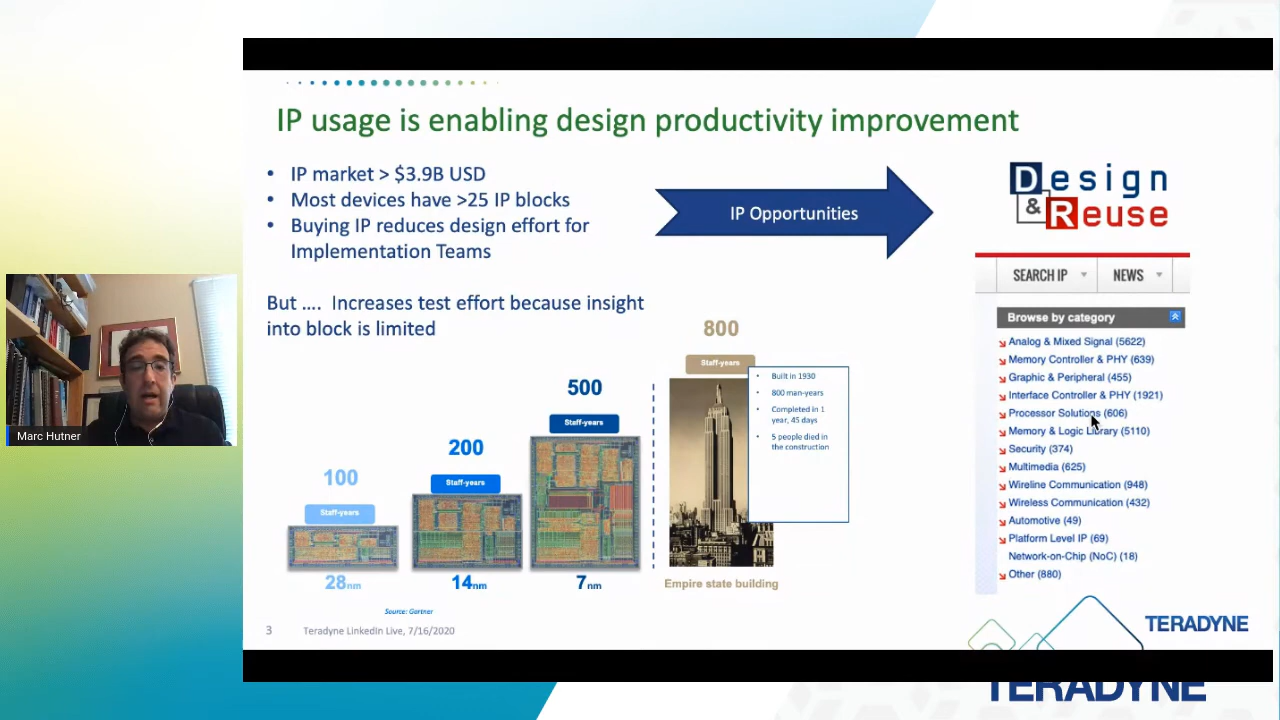 IP usage is enabling design productivity improvement
• IP market > $3.9B USD
• Most devices have >25 IP blocks
• Buying IP reduces design effort for
Implementation Teams
But .... Increases test effort because insight
into block is limited
IP Opportunities
Design
& Reuse
SEARCH IP
NEWS
Browse by category
Analog & Mixed Signal (5622)
Memory Controller & PHY (639)
Graphic & Peripheral (455)
Interface Controller & PHY (1921)
Processor Solutions (606)
Memory & Logic Library (5110)
Security (374)
Multimedia (625)
Wireline Communication (948)
Wireless Communication (432)
Automotive (49)
Platform Level IP (69)
Network-on-Chip (NoC) (18)
Other (880)
100
Staff-years
28nm
200
Staff-years
14nm
500
Staff-years
7nm
800
Staff-years
• Built in 1930
• 800 man-years
• Completed in 1
year, 45 days
• 5 people died in
the construction
Empire state building
Source: Gartner
3
Teradyne LinkedIn Live, 7/16/2020
TERADYNE
Marc Hutner
TERADYNE